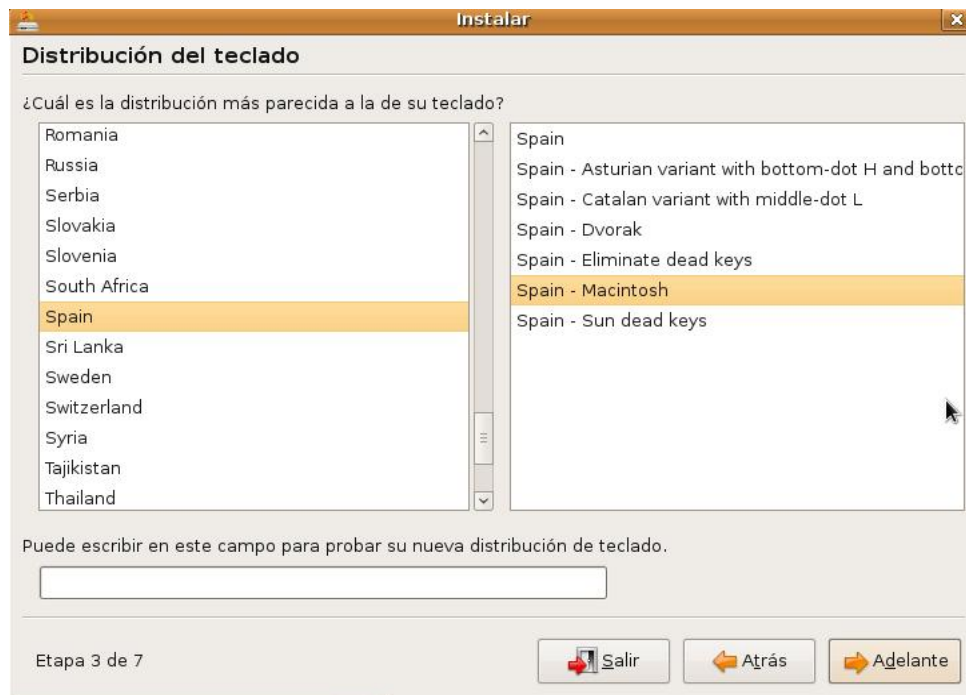 Instalar
Distribución del teclado
¿Cuál es la distribución más parecida a la de su teclado?
Romania
Russia
Serbia
Slovakia
Slovenia
South Africa
Spain
Sri Lanka
Sweden
Switzerland
Syria
Tajikistan
Thailand
Spain
Spain - Asturian variant with bottom-dot H and botto
Spain - Catalan variant with middle-dot L
Spain - Dvorak
Spain - Eliminate dead keys
Spain - Macintosh
Spain - Sun dead keys
Puede escribir en este campo para probar su nueva distribución de teclado.
Etapa 3 de 7
Salir
Atrás
Adelante